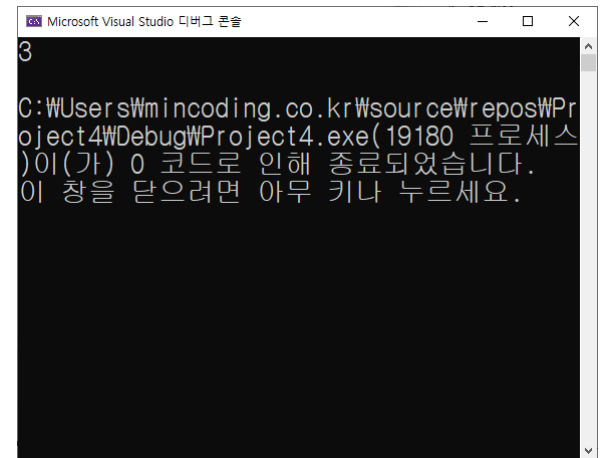 Microsoft Visual Studio 디버그 콘솔
3
C:₩Users₩mincoding.co.kr₩source₩repos₩Pr
oject4₩Debug₩Project4.exe(19180 프로세스
)이(가) 0 코드로 인해 종료되었습니다.
이 창을 닫으려면 아무 키나 누르세요.